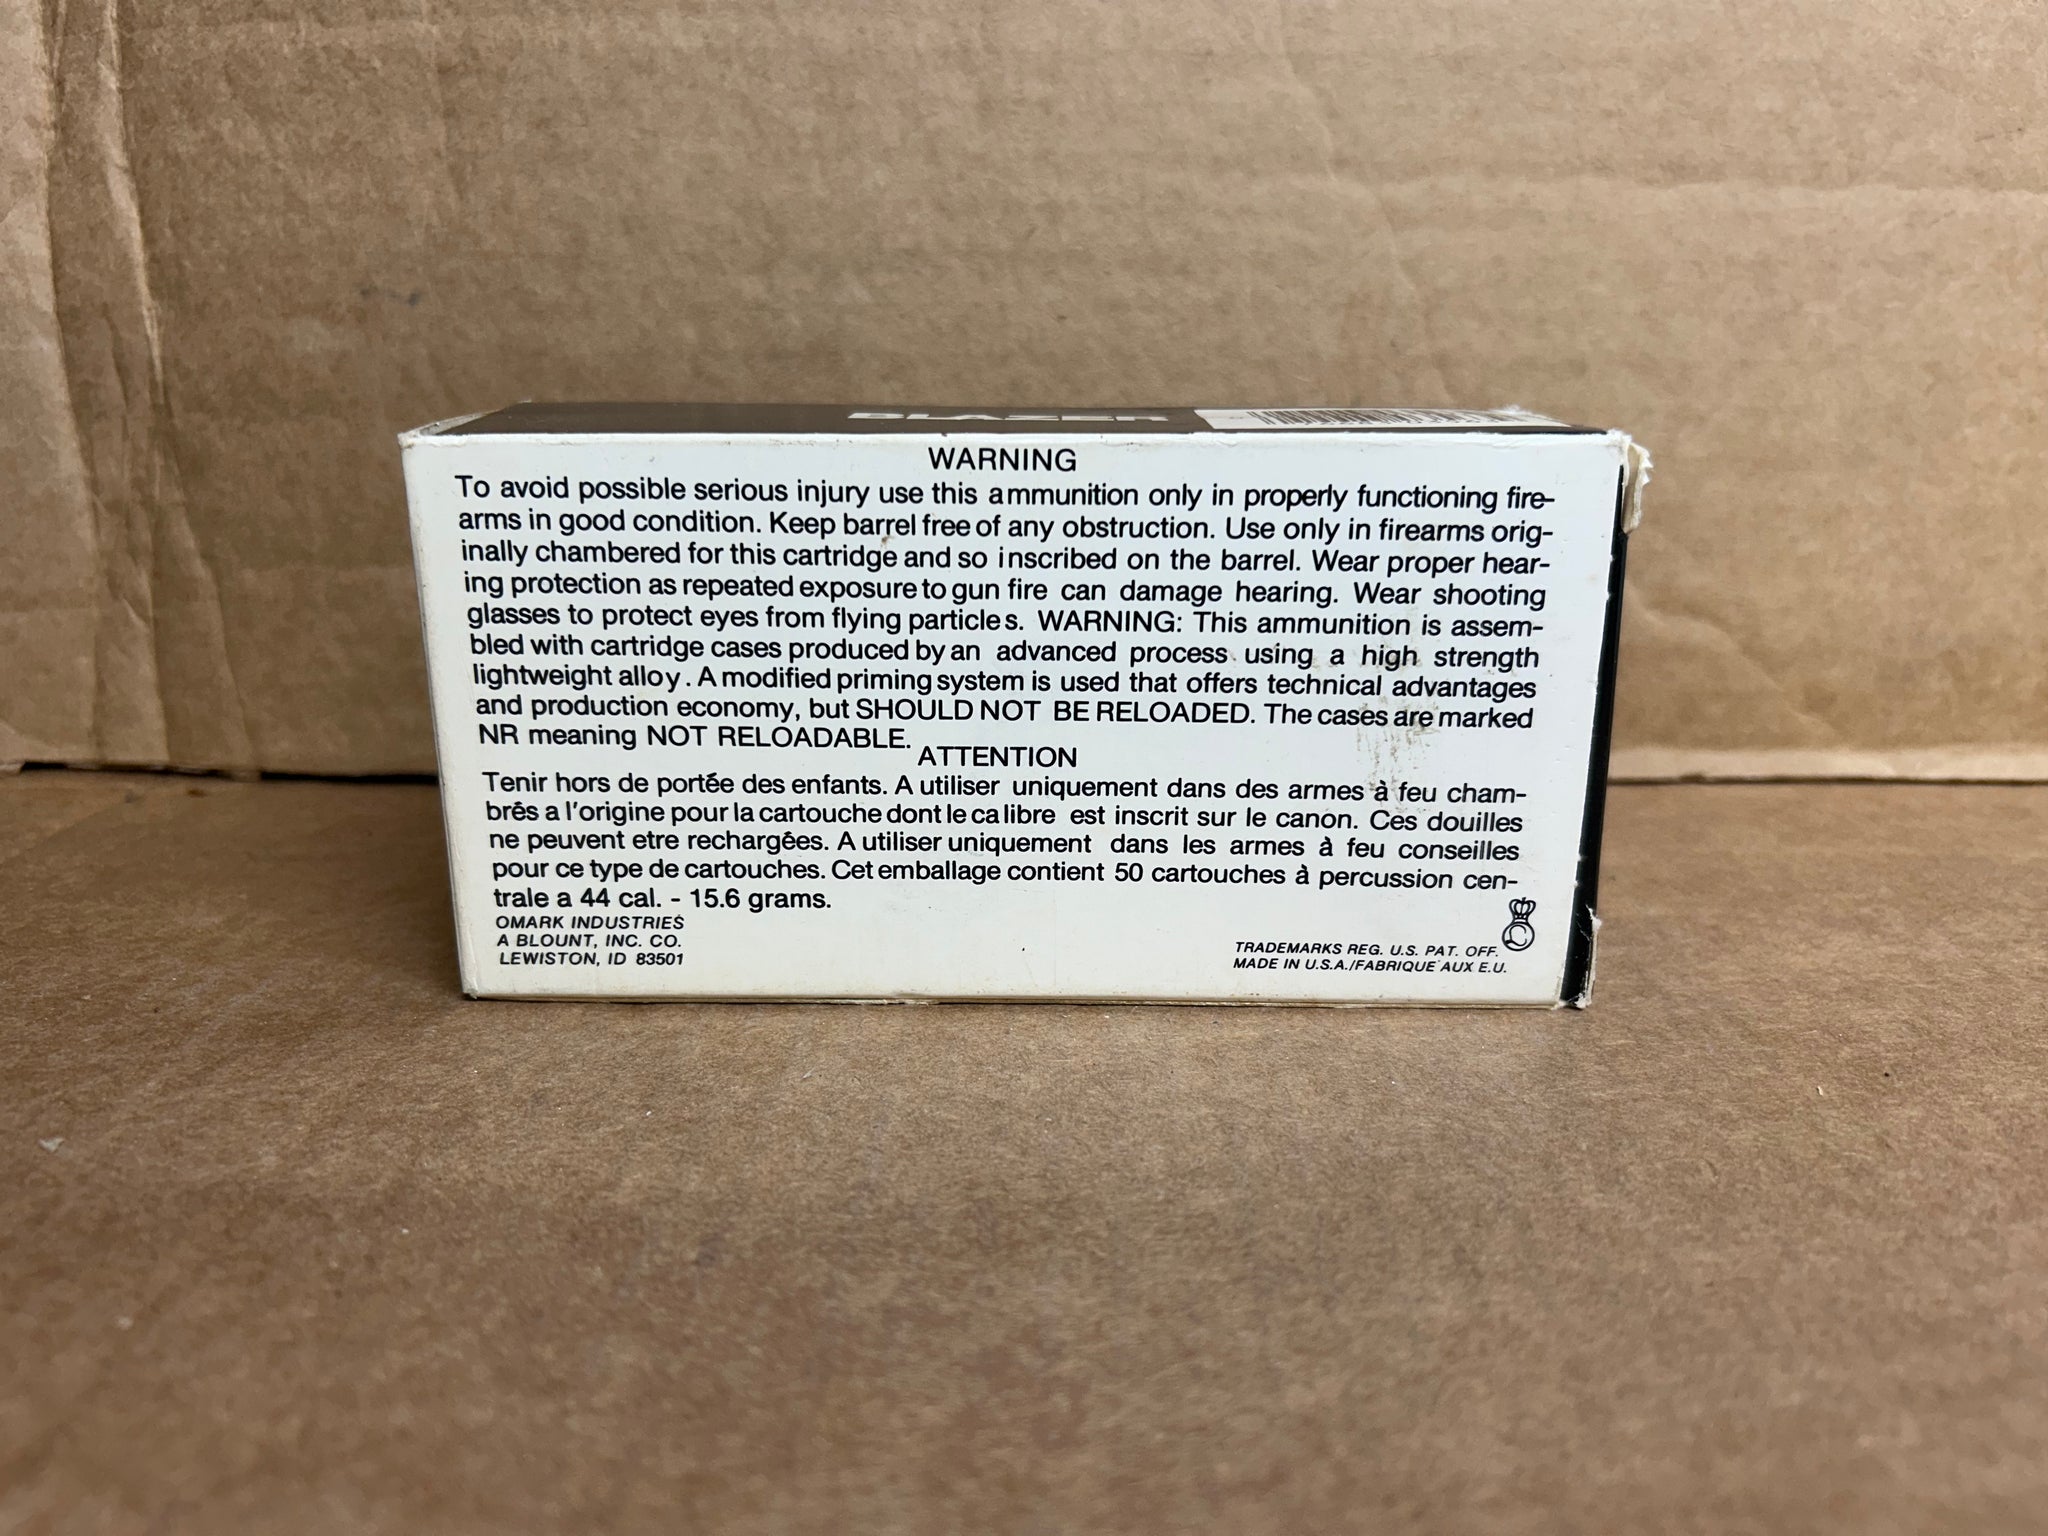 BLAZER
WARNING
To avoid possible serious injury use this ammunition only in properly functioning fire-
arms in good condition. Keep barrel free of any obstruction. Use only in firearms orig-
inally chambered for this cartridge and so inscribed on the barrel. Wear proper hear-
ing protection as repeated exposure to gun fire can damage hearing. Wear shooting
glasses to protect eyes from flying particles. WARNING: This ammunition is assem-
bled with cartridge cases produced by an advanced process using a high strength
lightweight alloy. A modified priming system is used that offers technical advantages
and production economy, but SHOULD NOT BE RELOADED. The cases are marked
NR meaning NOT RELOADABLE.
ATTENTION
Tenir hors de portée des enfants. A utiliser uniquement dans des armes à feu cham-
brés a l'origine pour la cartouche dont le calibre est inscrit sur le canon. Ces douilles
ne peuvent etre rechargées. A utiliser uniquement dans les armes à feu conseilles
pour ce type de cartouches. Cet emballage contient 50 cartouches à percussion cen-
trale a 44 cal. - 15.6 grams.
OMARK INDUSTRIES
A BLOUNT, INC. CO.
LEWISTON, ID 83501
TRADEMARKS REG. U.S. PAT. OFF.
MADE IN U.S.A./FABRIQUE AUX E.U.